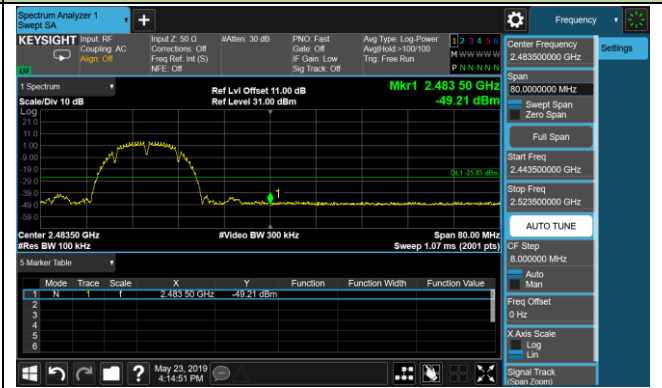 Spectrum Analyzer 1
Swept SA
+
Frequency
KEYSIGHT Input: RF
Coupling: AC
Align: Off
Input Z: 50 Ω
Corrections: Off
Freq Ref: Int (S)
NFE: Off
#Atten: 30 dB
PNO: Fast
Gate: Off
IF Gain: Low
Sig Track: Off
Avg Type: Log-Power
Avg|Hold:>100/100
Trig: Free Run
1 2 3 4 5 6
M W W W W W
P N N N N N
1 Spectrum
Scale/Div 10 dB
Ref Lvl Offset 11.00 dB
Ref Level 31.00 dBm
Mkr1 2.483 50 GHz
-49.21 dBm
Log
21.0
11.0
1.00
-9.00
-19.0
-29.0
-39.0
-49.0
-59.0
DL1 -25.85 dBm
1
Center 2.48350 GHz
#Res BW 100 kHz
#Video BW 300 kHz
Span 80.00 MHz
Sweep 1.07 ms (2001 pts)
5 Marker Table
Mode Trace Scale X Y Function Function Width Function Value
1 N 1 f 2.483 50 GHz -49.21 dBm
2
3
4
5
6
May 23, 2019
4:14:51 PM
Center Frequency
2.483500000 GHz
Settings
Span
80.0000000 MHz
Swept Span
Zero Span
Full Span
Start Freq
2.443500000 GHz
Stop Freq
2.523500000 GHz
AUTO TUNE
CF Step
8.000000 MHz
Auto
Man
Freq Offset
0 Hz
X Axis Scale
Log
Lin
Signal Track
(Span Zoom)